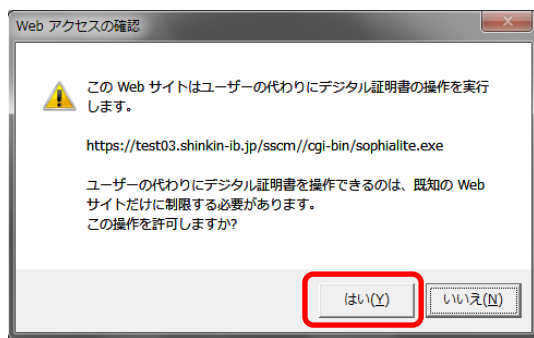 Web アクセスの確認
この Web サイトはユーザーの代わりにデジタル証明書の操作を実行
します。
https://test03.shinkin-ib.jp/sscm//cgi-bin/sophialite.exe
ユーザーの代わりにデジタル証明書を操作できるのは、既知の Web
サイトだけに制限する必要があります。
この操作を許可しますか?
はい(Y)
いいえ(N)